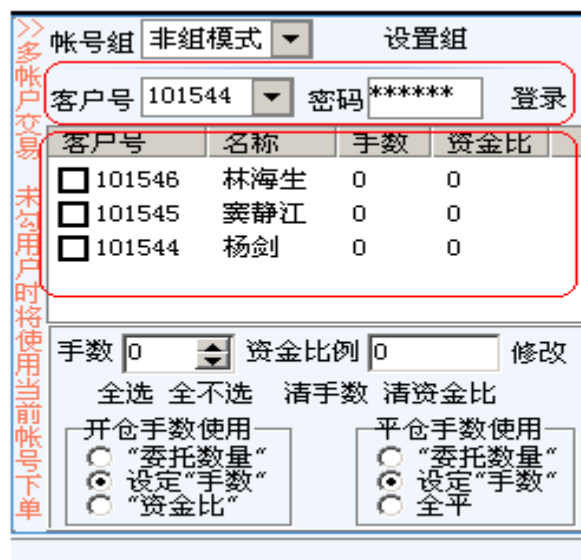 >>多帐户交易 未勾用户时将使用当前帐号下单
帐号组 非组模式 设置组
客户号 101544 密码 ****** 登录
客户号 名称 手数 资金比
101546 林海生 0 0
101545 窦静江 0 0
101544 杨剑 0 0
手数 0 资金比例 0 修改
全选 全不选 清手数 清资金比
开仓手数使用 平仓手数使用
"委托数量" "委托数量"
设定"手数" 设定"手数"
"资金比" 全平